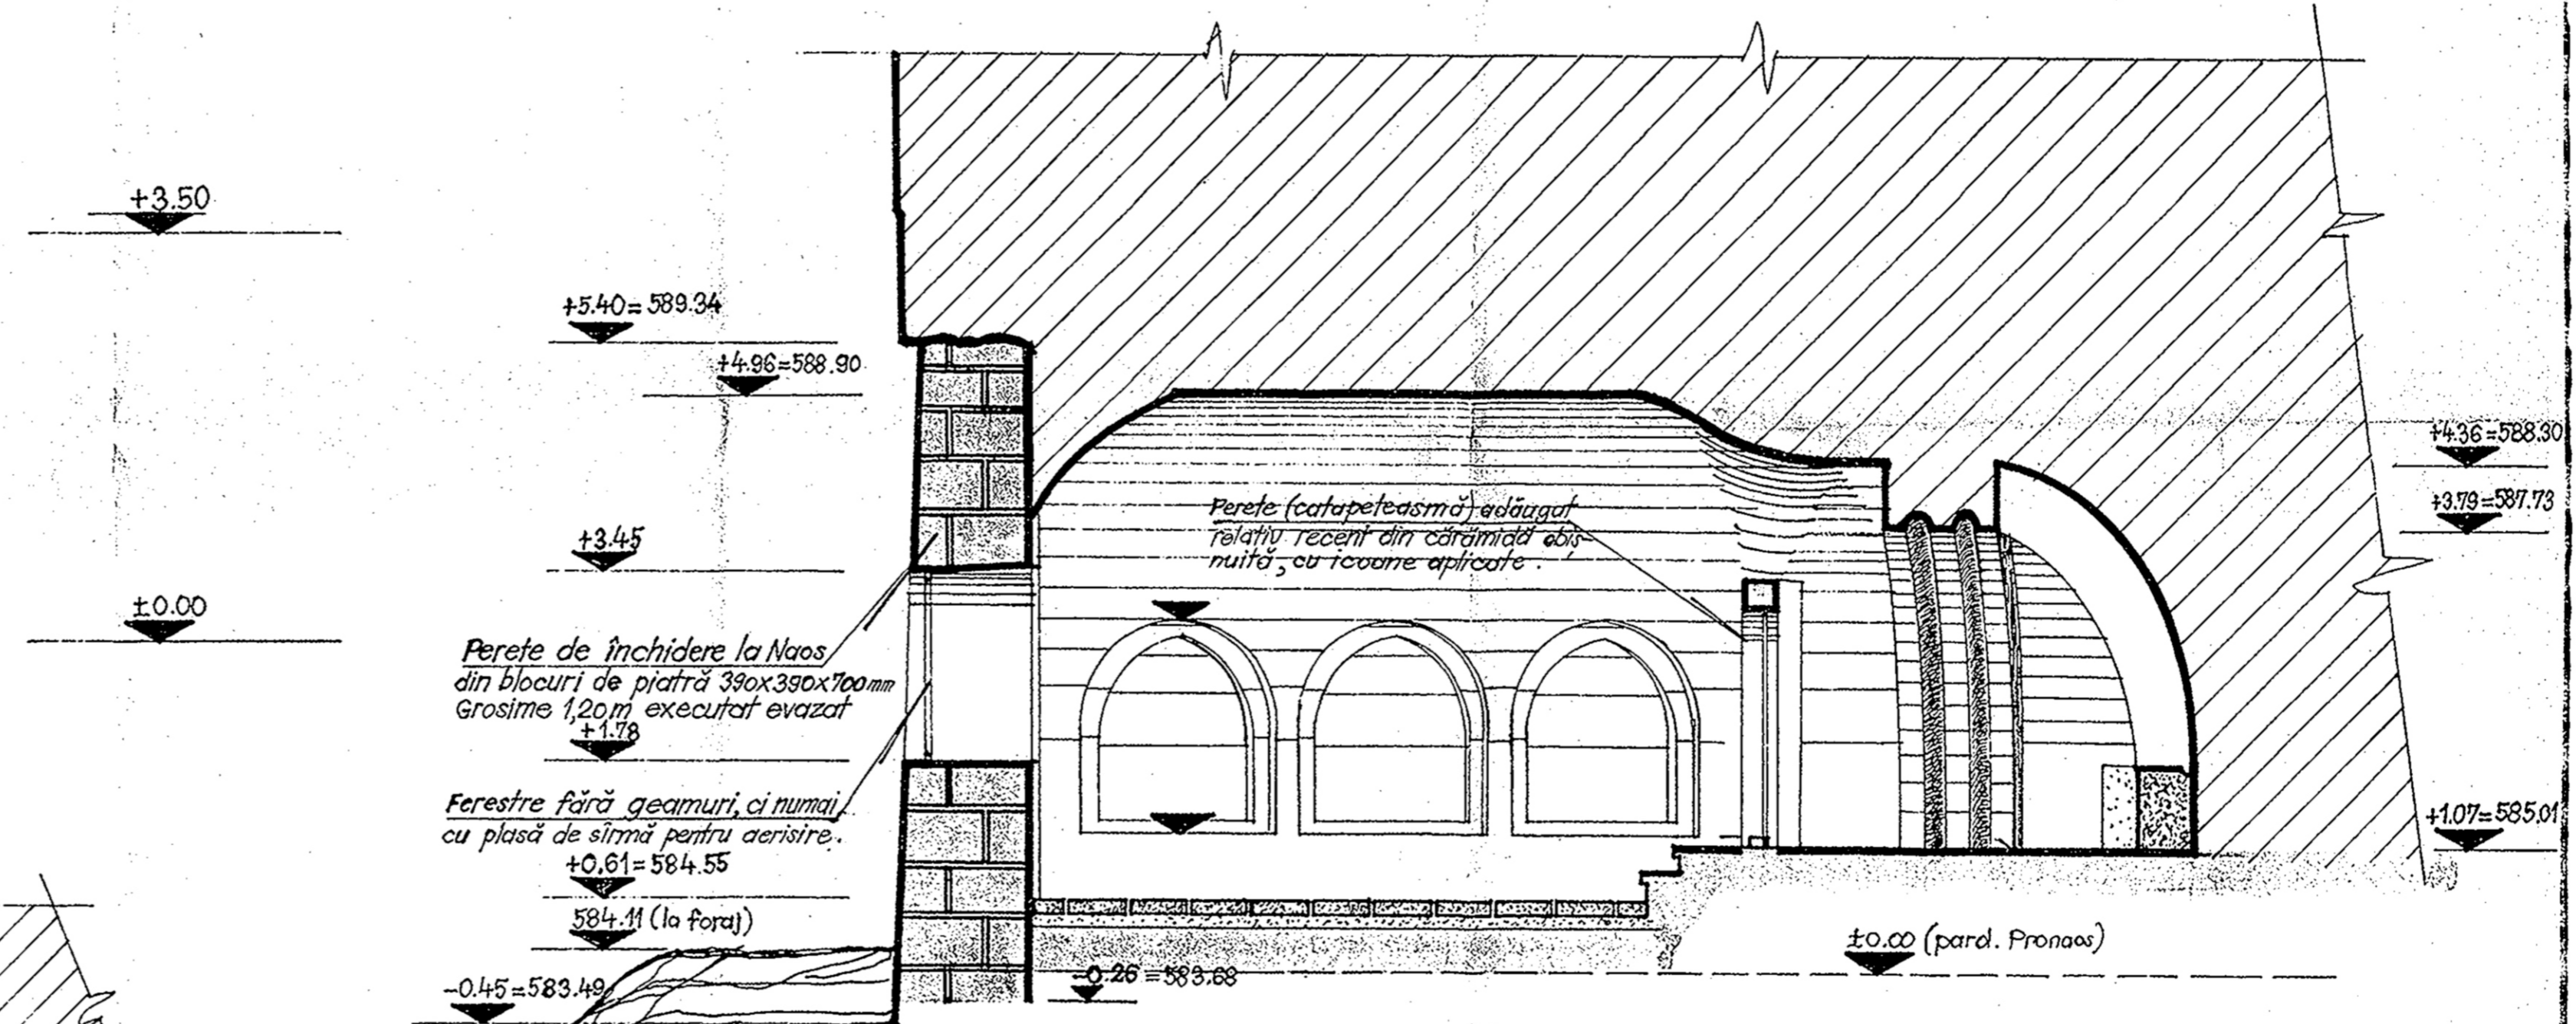 +3.50
±0.00
+5.40=589.34
+4.96=588.90
+3.45
Perete de închidere la Naos
din blocuri de piatră 390x390x700mm
Grosime 1,20m executat evazat
+1.78
Ferestre fără geamuri, ci numai
cu plasă de sîrmă pentru aerisire.
+0,61=584.55
584.11 (la foraj)
-0.45=583.49
-0.26=583.68
Perete (catapeteasmă) adăugat
relativ recent din cărămidă obiș-
nuită, cu icoane aplicate.
±0.00 (pard. Pronaos)
+4.36=588.30
+3.79=587.73
+1.07=585.01